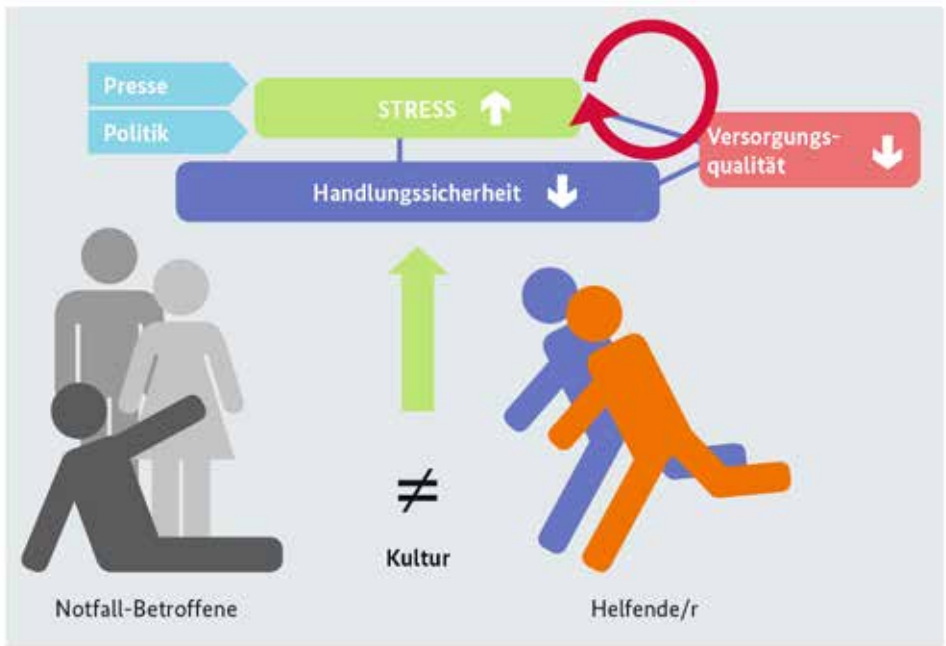 Presse
Politik
STRESS
Versorgungs-
qualität
Handlungssicherheit
≠
Kultur
Notfall-Betroffene
Helfende/r